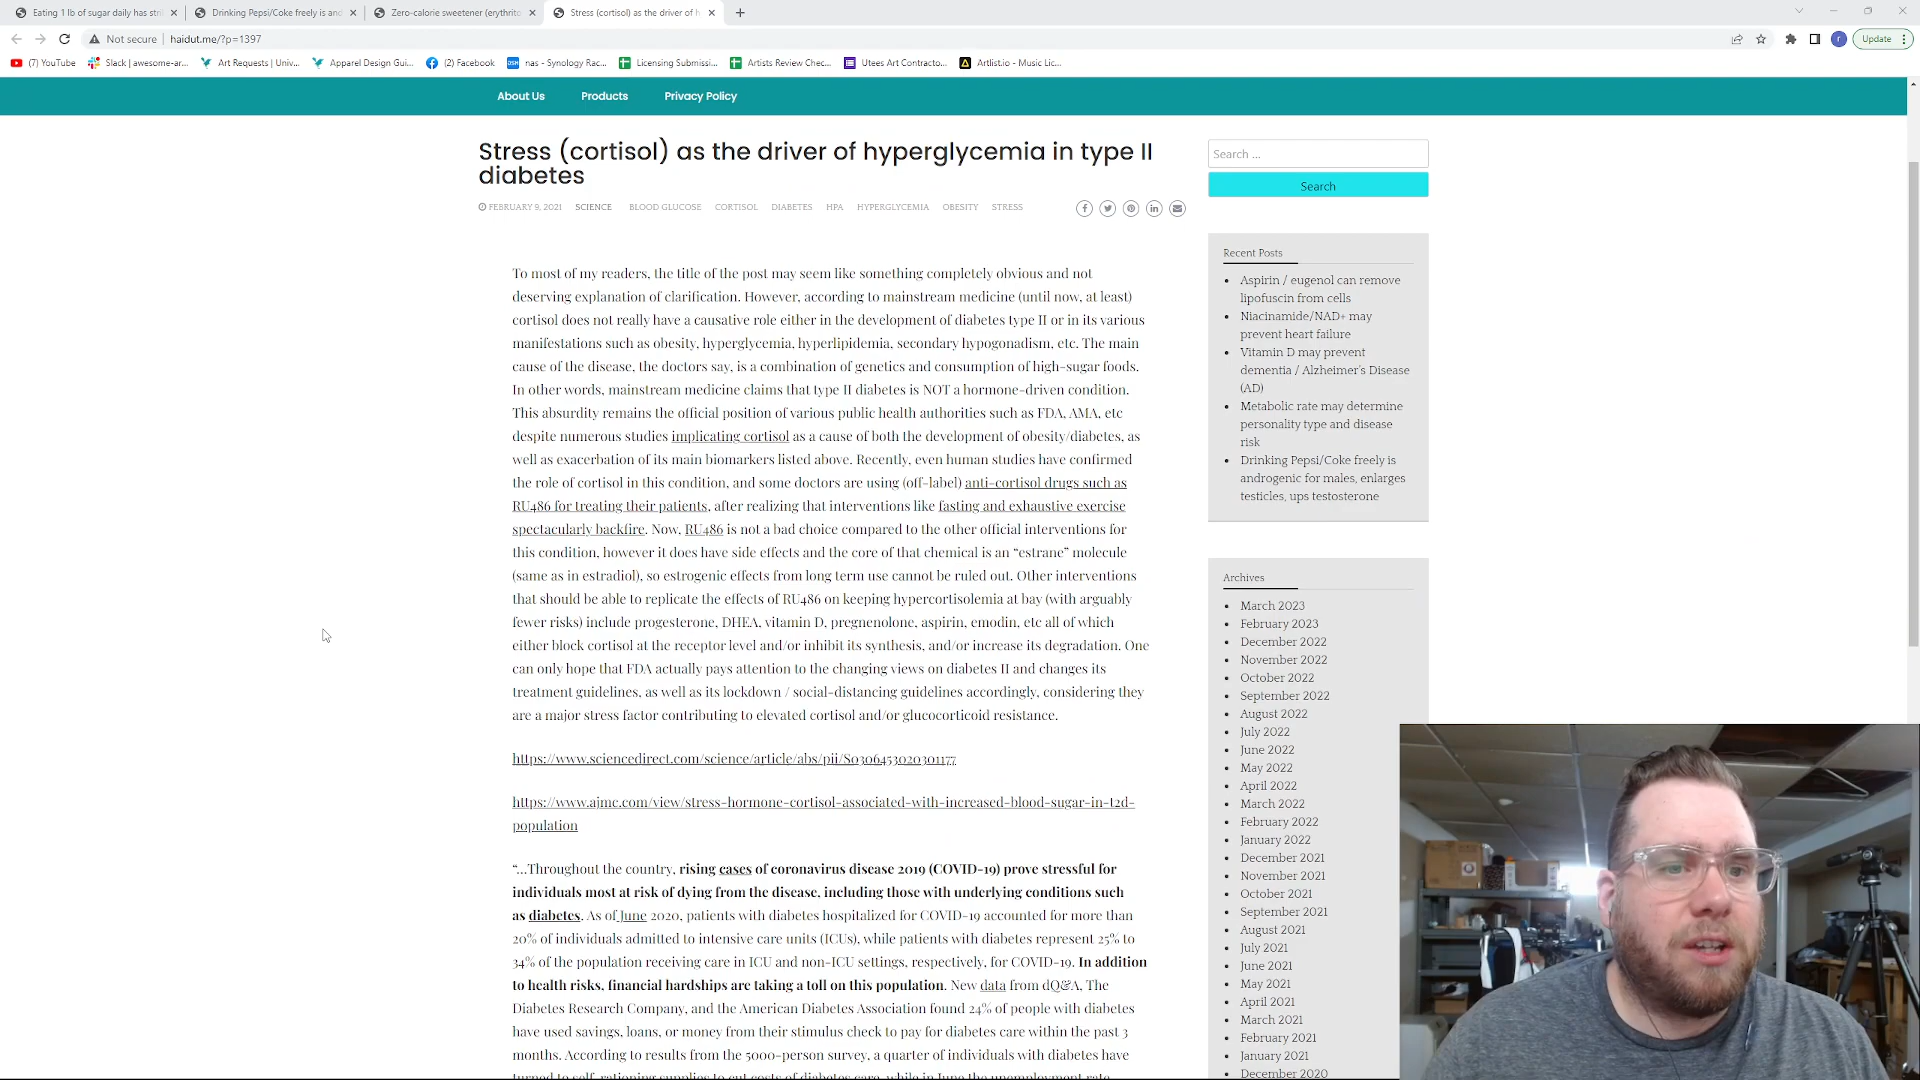 Eating 1 lb of sugar daily has stri
Drinking Pepsi/Coke freely is and
Zero-calorie sweetener (erythrito
Stress (cortisol) as the driver of h
Not secure | haidut.me/?p=1397
Update
(7) YouTube
Slack | awesome-ar...
Art Requests | Univ...
Apparel Design Gui...
(2) Facebook
nas - Synology Rac...
Licensing Submissi...
Artists Review Chec...
Utees Art Contracto...
Artlist.io - Music Lic...
About Us Products Privacy Policy
Stress (cortisol) as the driver of hyperglycemia in type II
diabetes
FEBRUARY 9, 2021 SCIENCE BLOOD GLUCOSE CORTISOL DIABETES HPA HYPERGLYCEMIA OBESITY STRESS
To most of my readers, the title of the post may seem like something completely obvious and not
deserving explanation of clarification. However, according to mainstream medicine (until now, at least)
cortisol does not really have a causative role either in the development of diabetes type II or in its various
manifestations such as obesity, hyperglycemia, hyperlipidemia, secondary hypogonadism, etc. The main
cause of the disease, the doctors say, is a combination of genetics and consumption of high-sugar foods.
In other words, mainstream medicine claims that type II diabetes is NOT a hormone-driven condition.
This absurdity remains the official position of various public health authorities such as FDA, AMA, etc
despite numerous studies implicating cortisol as a cause of both the development of obesity/diabetes, as
well as exacerbation of its main biomarkers listed above. Recently, even human studies have confirmed
the role of cortisol in this condition, and some doctors are using (off-label) anti-cortisol drugs such as
RU486 for treating their patients, after realizing that interventions like fasting and exhaustive exercise
spectacularly backfire. Now, RU486 is not a bad choice compared to the other official interventions for
this condition, however it does have side effects and the core of that chemical is an “estrane” molecule
(same as in estradiol), so estrogenic effects from long term use cannot be ruled out. Other interventions
that should be able to replicate the effects of RU486 on keeping hypercortisolemia at bay (with arguably
fewer risks) include progesterone, DHEA, vitamin D, pregnenolone, aspirin, emodin, etc all of which
either block cortisol at the receptor level and/or inhibit its synthesis, and/or increase its degradation. One
can only hope that FDA actually pays attention to the changing views on diabetes II and changes its
treatment guidelines, as well as its lockdown / social-distancing guidelines accordingly, considering they
are a major stress factor contributing to elevated cortisol and/or glucocorticoid resistance.
https://www.sciencedirect.com/science/article/abs/pii/S0306453020301177
https://www.ajmc.com/view/stress-hormone-cortisol-associated-with-increased-blood-sugar-in-t2d-
population
“…Throughout the country, rising cases of coronavirus disease 2019 (COVID-19) prove stressful for
individuals most at risk of dying from the disease, including those with underlying conditions such
as diabetes. As of June 2020, patients with diabetes hospitalized for COVID-19 accounted for more than
20% of individuals admitted to intensive care units (ICUs), while patients with diabetes represent 25% to
34% of the population receiving care in ICU and non-ICU settings, respectively, for COVID-19. In addition
to health risks, financial hardships are taking a toll on this population. New data from dQ&A, The
Diabetes Research Company, and the American Diabetes Association found 24% of people with diabetes
have used savings, loans, or money from their stimulus check to pay for diabetes care within the past 3
months. According to results from the 5000-person survey, a quarter of individuals with diabetes have
turned to self-rationing supplies to cut costs of diabetes care, while in June the unemployment rate
Search ...
Search
Recent Posts
Aspirin / eugenol can remove
lipofuscin from cells
Niacinamide/NAD+ may
prevent heart failure
Vitamin D may prevent
dementia / Alzheimer’s Disease
(AD)
Metabolic rate may determine
personality type and disease
risk
Drinking Pepsi/Coke freely is
androgenic for males, enlarges
testicles, ups testosterone
Archives
March 2023
February 2023
December 2022
November 2022
October 2022
September 2022
August 2022
July 2022
June 2022
May 2022
April 2022
March 2022
February 2022
January 2022
December 2021
November 2021
October 2021
September 2021
August 2021
July 2021
June 2021
May 2021
April 2021
March 2021
February 2021
January 2021
December 2020